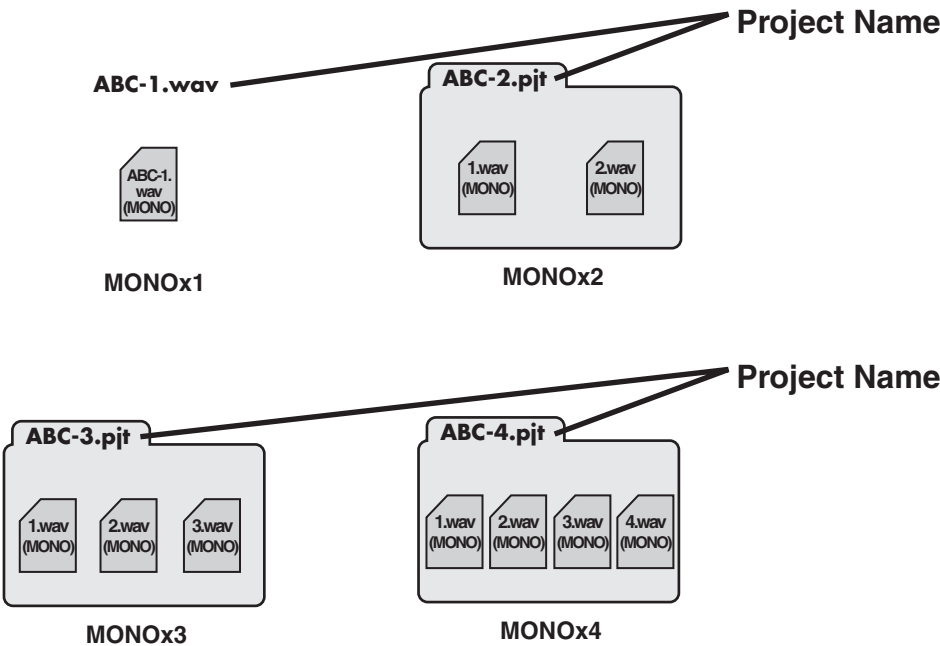 Project Name
ABC-1.wav
ABC-2.pjt
ABC-1.
wav
(MONO)
1.wav
(MONO)
2.wav
(MONO)
MONOx1
MONOx2
Project Name
ABC-3.pjt
ABC-4.pjt
1.wav
(MONO)
2.wav
(MONO)
3.wav
(MONO)
1.wav
(MONO)
2.wav
(MONO)
3.wav
(MONO)
4.wav
(MONO)
MONOx3
MONOx4